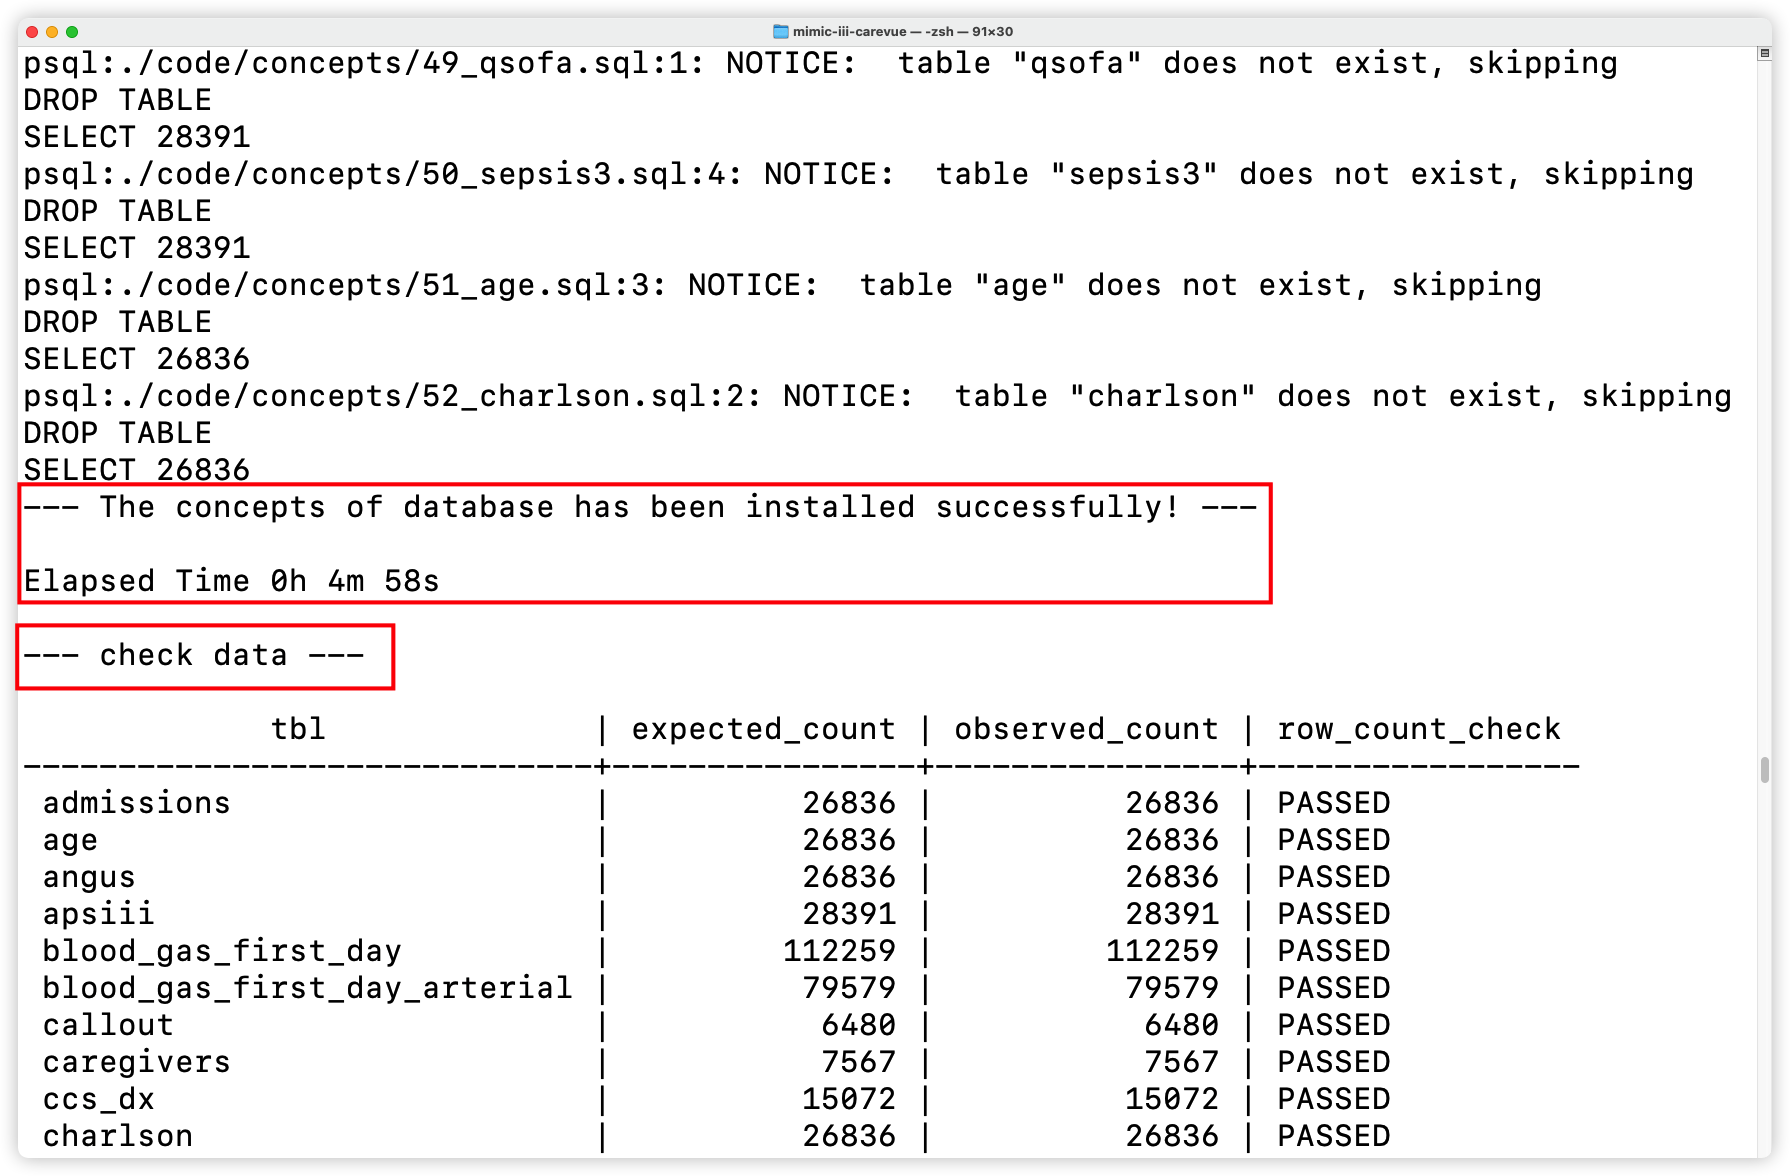 mimic-iii-carevue — -zsh — 91×30
psql:./code/concepts/49_qsofa.sql:1: NOTICE:  table "qsofa" does not exist, skipping
DROP TABLE
SELECT 28391
psql:./code/concepts/50_sepsis3.sql:4: NOTICE:  table "sepsis3" does not exist, skipping
DROP TABLE
SELECT 28391
psql:./code/concepts/51_age.sql:3: NOTICE:  table "age" does not exist, skipping
DROP TABLE
SELECT 26836
psql:./code/concepts/52_charlson.sql:2: NOTICE:  table "charlson" does not exist, skipping
DROP TABLE
SELECT 26836
--- The concepts of database has been installed successfully! ---
Elapsed Time 0h 4m 58s
--- check data ---
             tbl              | expected_count | observed_count | row_count_check
------------------------------+----------------+----------------+-----------------
 admissions                   |          26836 |          26836 | PASSED
 age                          |          26836 |          26836 | PASSED
 angus                        |          26836 |          26836 | PASSED
 apsiii                       |          28391 |          28391 | PASSED
 blood_gas_first_day          |         112259 |         112259 | PASSED
 blood_gas_first_day_arterial |          79579 |          79579 | PASSED
 callout                      |           6480 |           6480 | PASSED
 caregivers                   |           7567 |           7567 | PASSED
 ccs_dx                       |          15072 |          15072 | PASSED
 charlson                     |          26836 |          26836 | PASSED